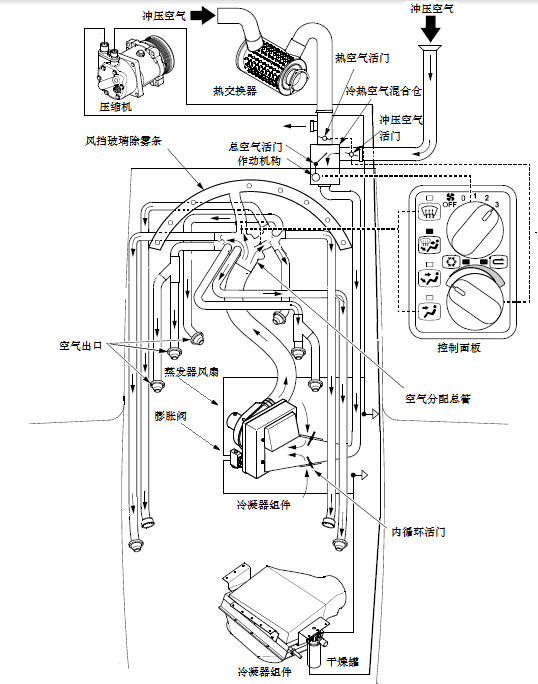 冲压空气
冲压空气
压缩机
热交换器
热空气活门
冷热空气混合仓
冲压空气
活门
总空气活门
作动机构
风挡玻璃除雾条
OFF 0 1 2 3
控制面板
空气出口
蒸发器风扇
膨胀阀
空气分配总管
冷凝器组件
内循环活门
冷凝器组件
干燥罐